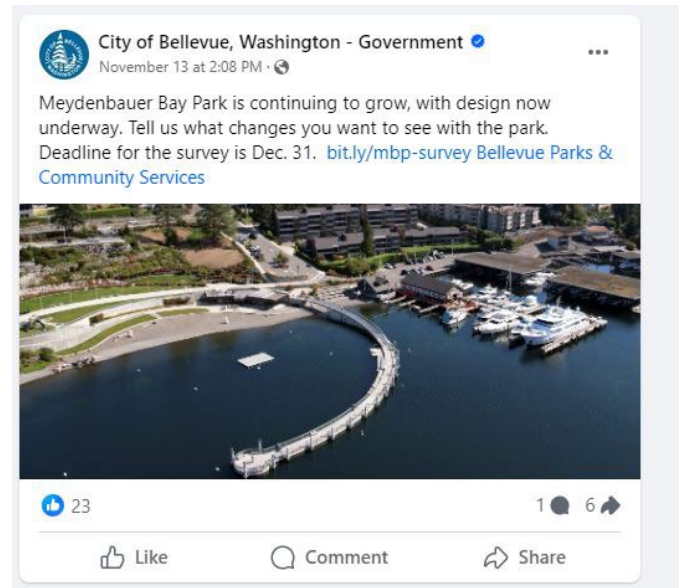 City of Bellevue, Washington - Government
November 13 at 2:08 PM ·
Meydenbauer Bay Park is continuing to grow, with design now
underway. Tell us what changes you want to see with the park.
Deadline for the survey is Dec. 31. bit.ly/mbp-survey Bellevue Parks &
Community Services
23
1 6
Like Comment Share